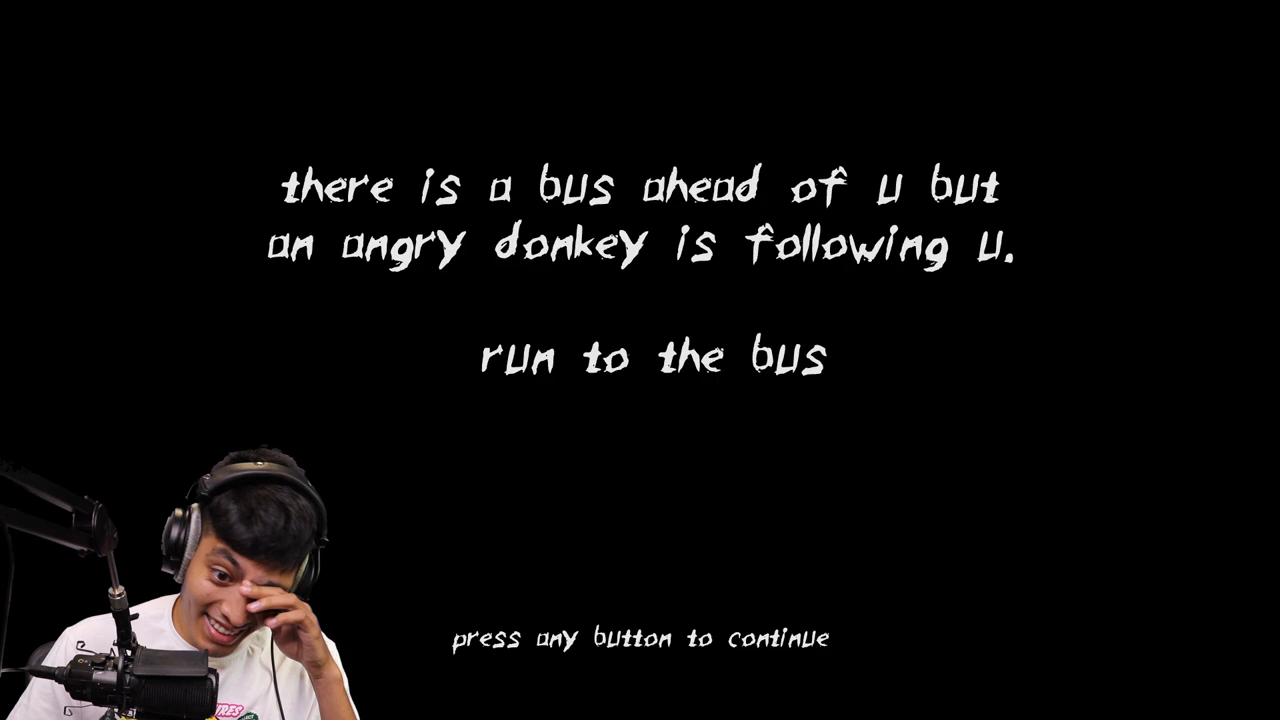 there is a bus ahead of u but
an angry donkey is following u.
run to the bus
press any button to continue